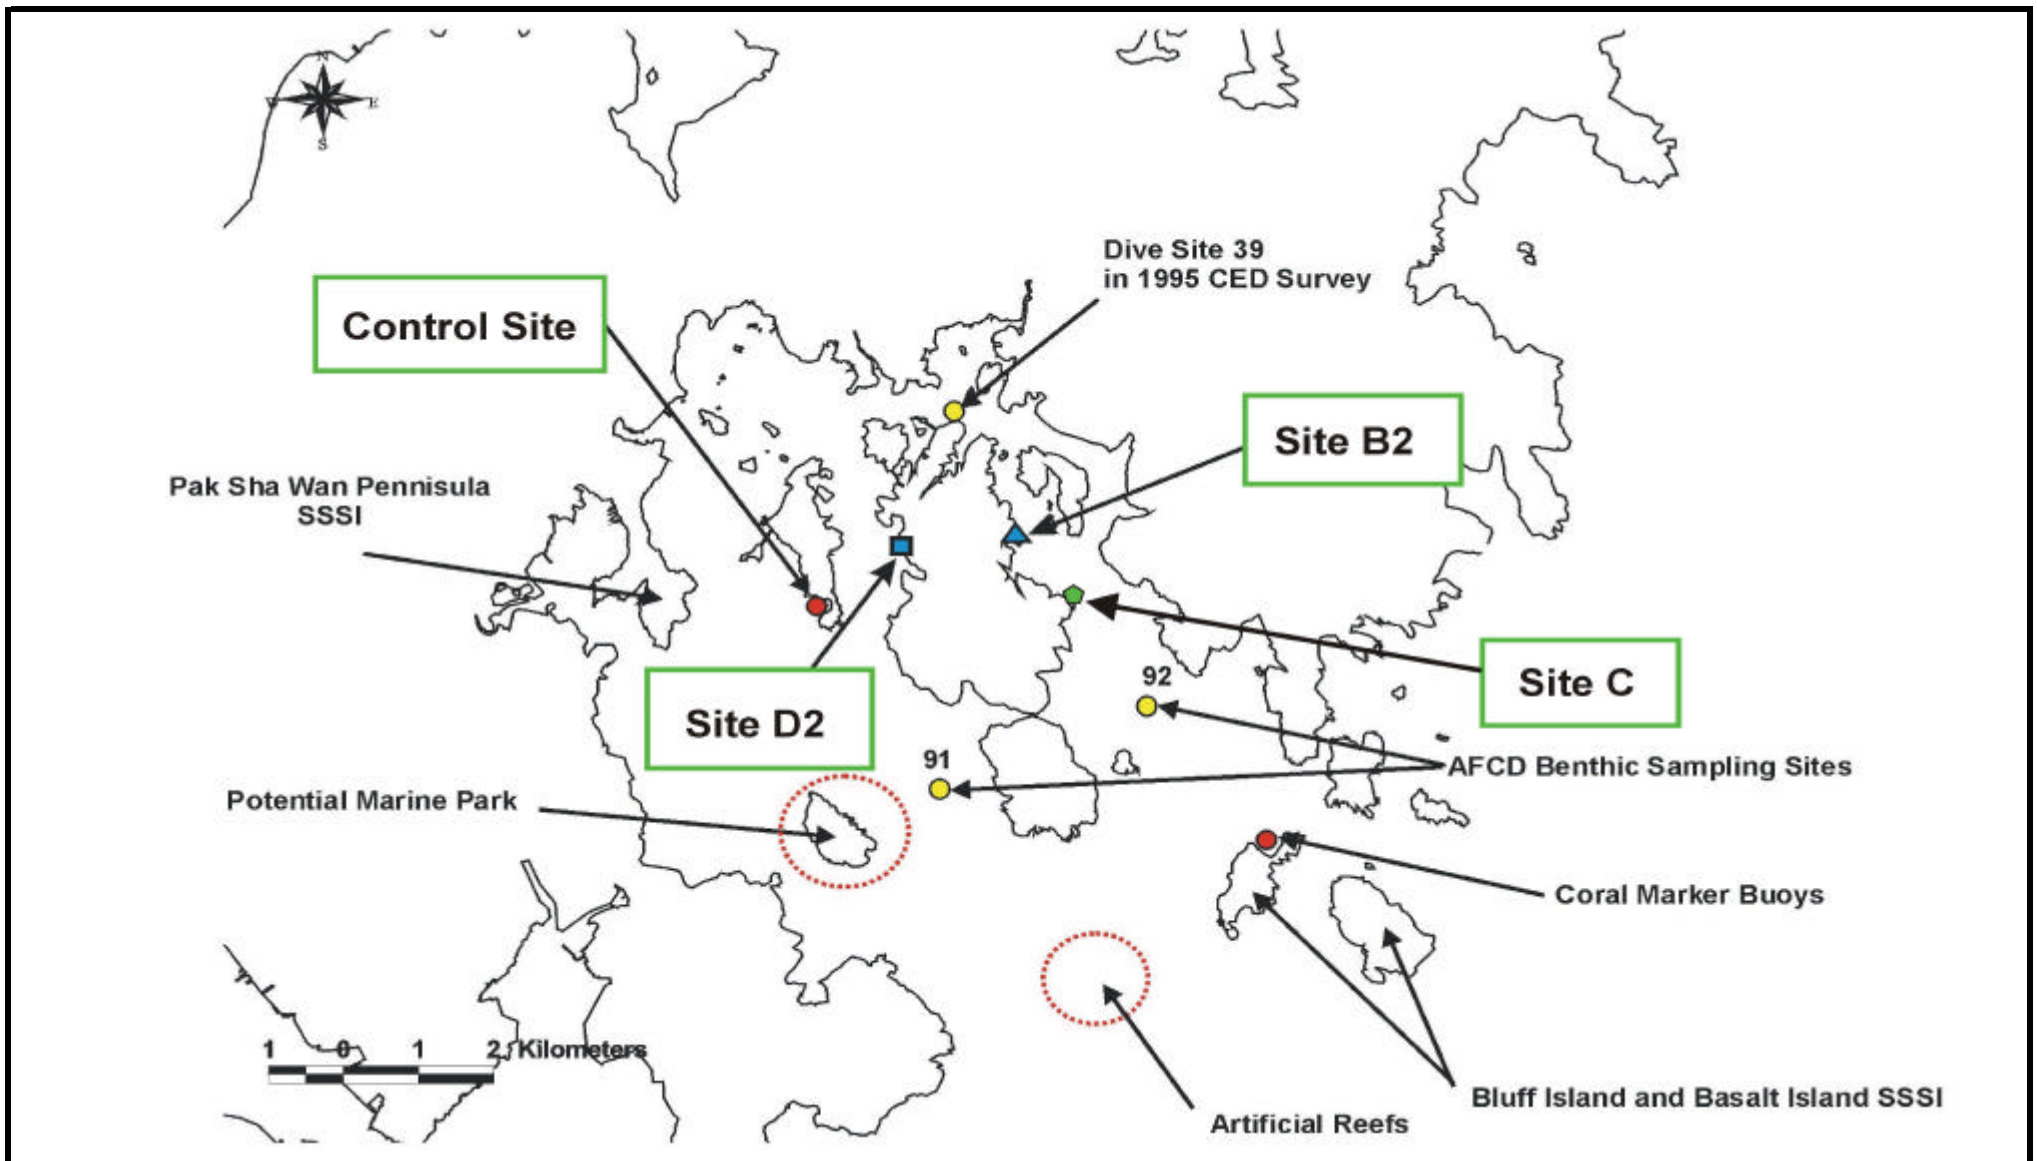 N
W E
S
Dive Site 39
in 1995 CED Survey
Control Site
Site B2
Pak Sha Wan Pennisula
SSSI
Site C
92
Site D2
91
AFCD Benthic Sampling Sites
Potential Marine Park
Coral Marker Buoys
1 0 1 2 Kilometers
Bluff Island and Basalt Island SSSI
Artificial Reefs